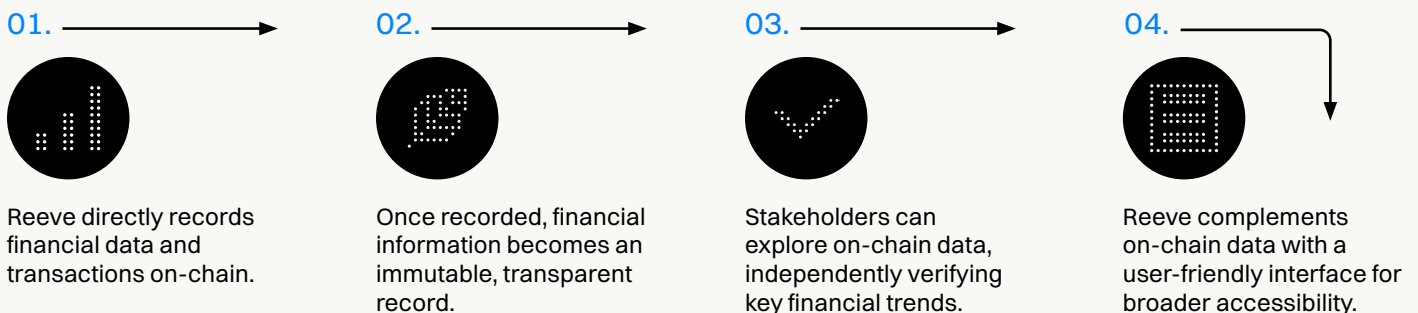 01.
Reeve directly records
financial data and
transactions on-chain.
02.
Once recorded, financial
information becomes an
immutable, transparent
record.
03.
Stakeholders can
explore on-chain data,
independently verifying
key financial trends.
04.
Reeve complements
on-chain data with a
user-friendly interface for
broader accessibility.